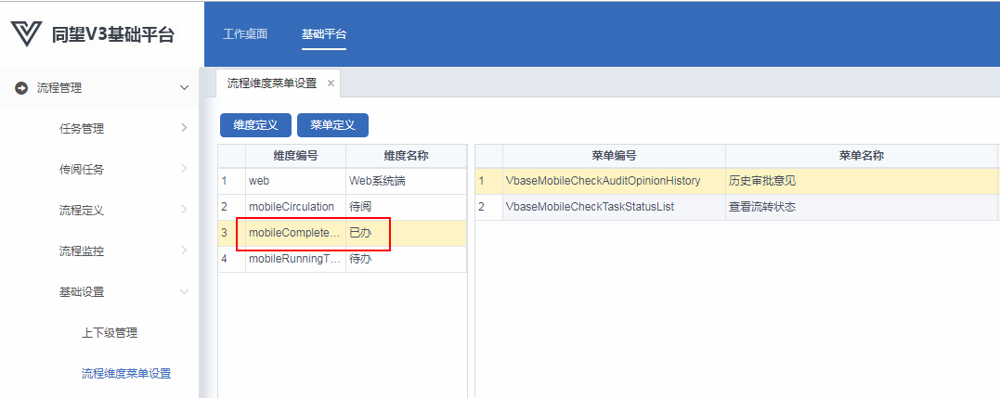 同望V3基础平台
工作桌面 基础平台
流程管理
任务管理
传阅任务
流程定义
流程监控
基础设置
上下级管理
流程维度菜单设置
流程维度菜单设置 ×
维度定义 菜单定义
维度编号 维度名称
1 web Web系统端
2 mobileCirculation 待阅
3 mobileComplete... 已办
4 mobileRunningT... 待办
菜单编号 菜单名称
1 VbaseMobileCheckAuditOpinionHistory 历史审批意见
2 VbaseMobileCheckTaskStatusList 查看流转状态